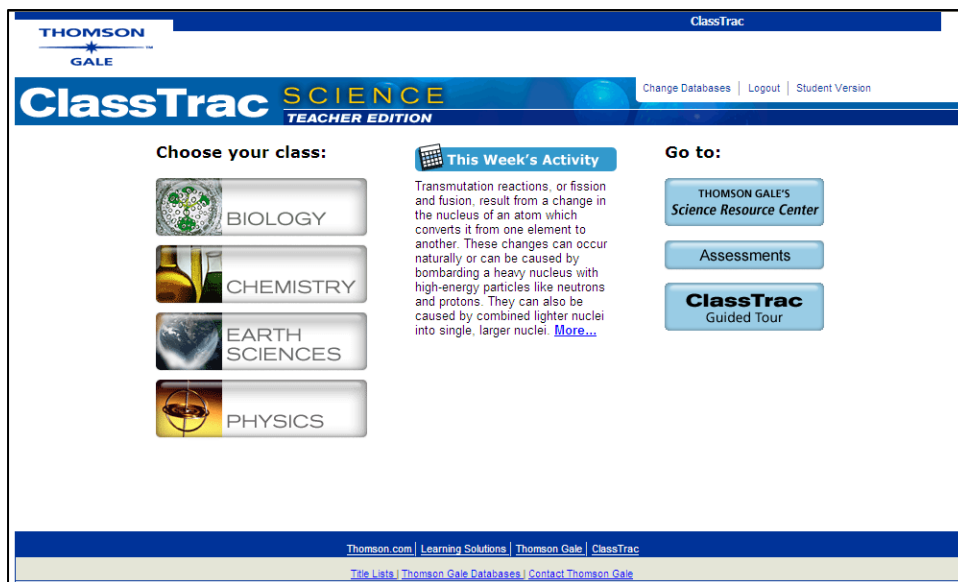 ClassTrac
THOMSON
GALE
ClassTrac SCIENCE
TEACHER EDITION
Change Databases | Logout | Student Version
Choose your class:
BIOLOGY
CHEMISTRY
EARTH
SCIENCES
PHYSICS
This Week's Activity
Transmutation reactions, or fission
and fusion, result from a change in
the nucleus of an atom which
converts it from one element to
another. These changes can occur
naturally or can be caused by
bombarding a heavy nucleus with
high-energy particles like neutrons
and protons. They can also be
caused by combined lighter nuclei
into single, larger nuclei. More...
Go to:
THOMSON GALE'S
Science Resource Center
Assessments
ClassTrac
Guided Tour
Thomson.com | Learning Solutions | Thomson Gale | ClassTrac
Title Lists | Thomson Gale Databases | Contact Thomson Gale